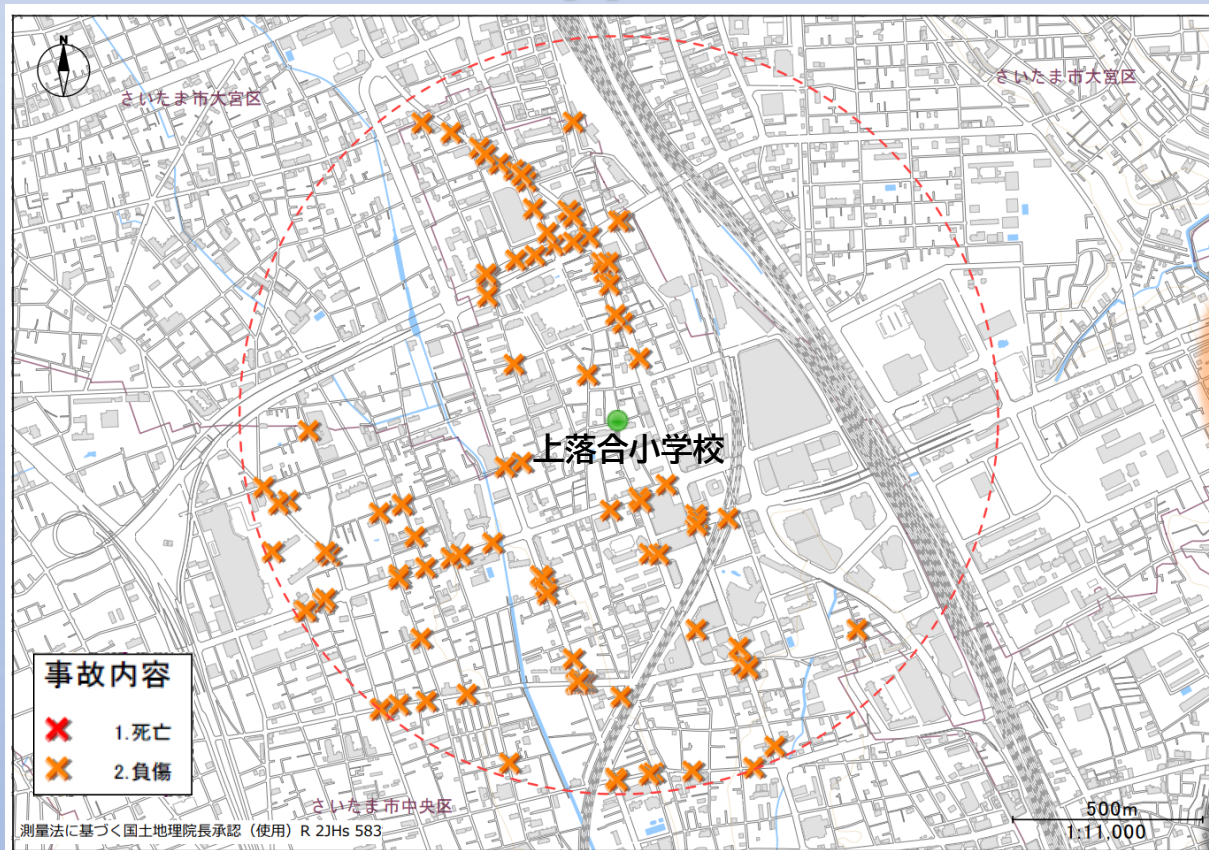 N
さいたま市大宮区
さいたま市大宮区
上落合小学校
事故内容
1.死亡
2.負傷
さいたま市中央区
測量法に基づく国土地理院長承認（使用）R 2JHs 583
500m
1:11,000